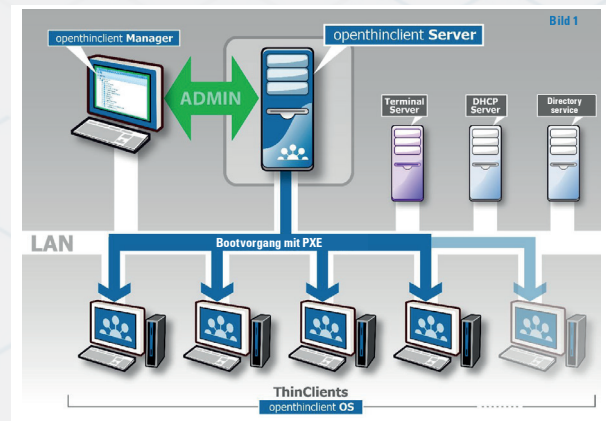 Bild 1
openthinclient Manager
openthinclient Server
ADMIN
Terminal
Server
DHCP
Server
Directory
service
LAN
Bootvorgang mit PXE
ThinClients
openthinclient OS